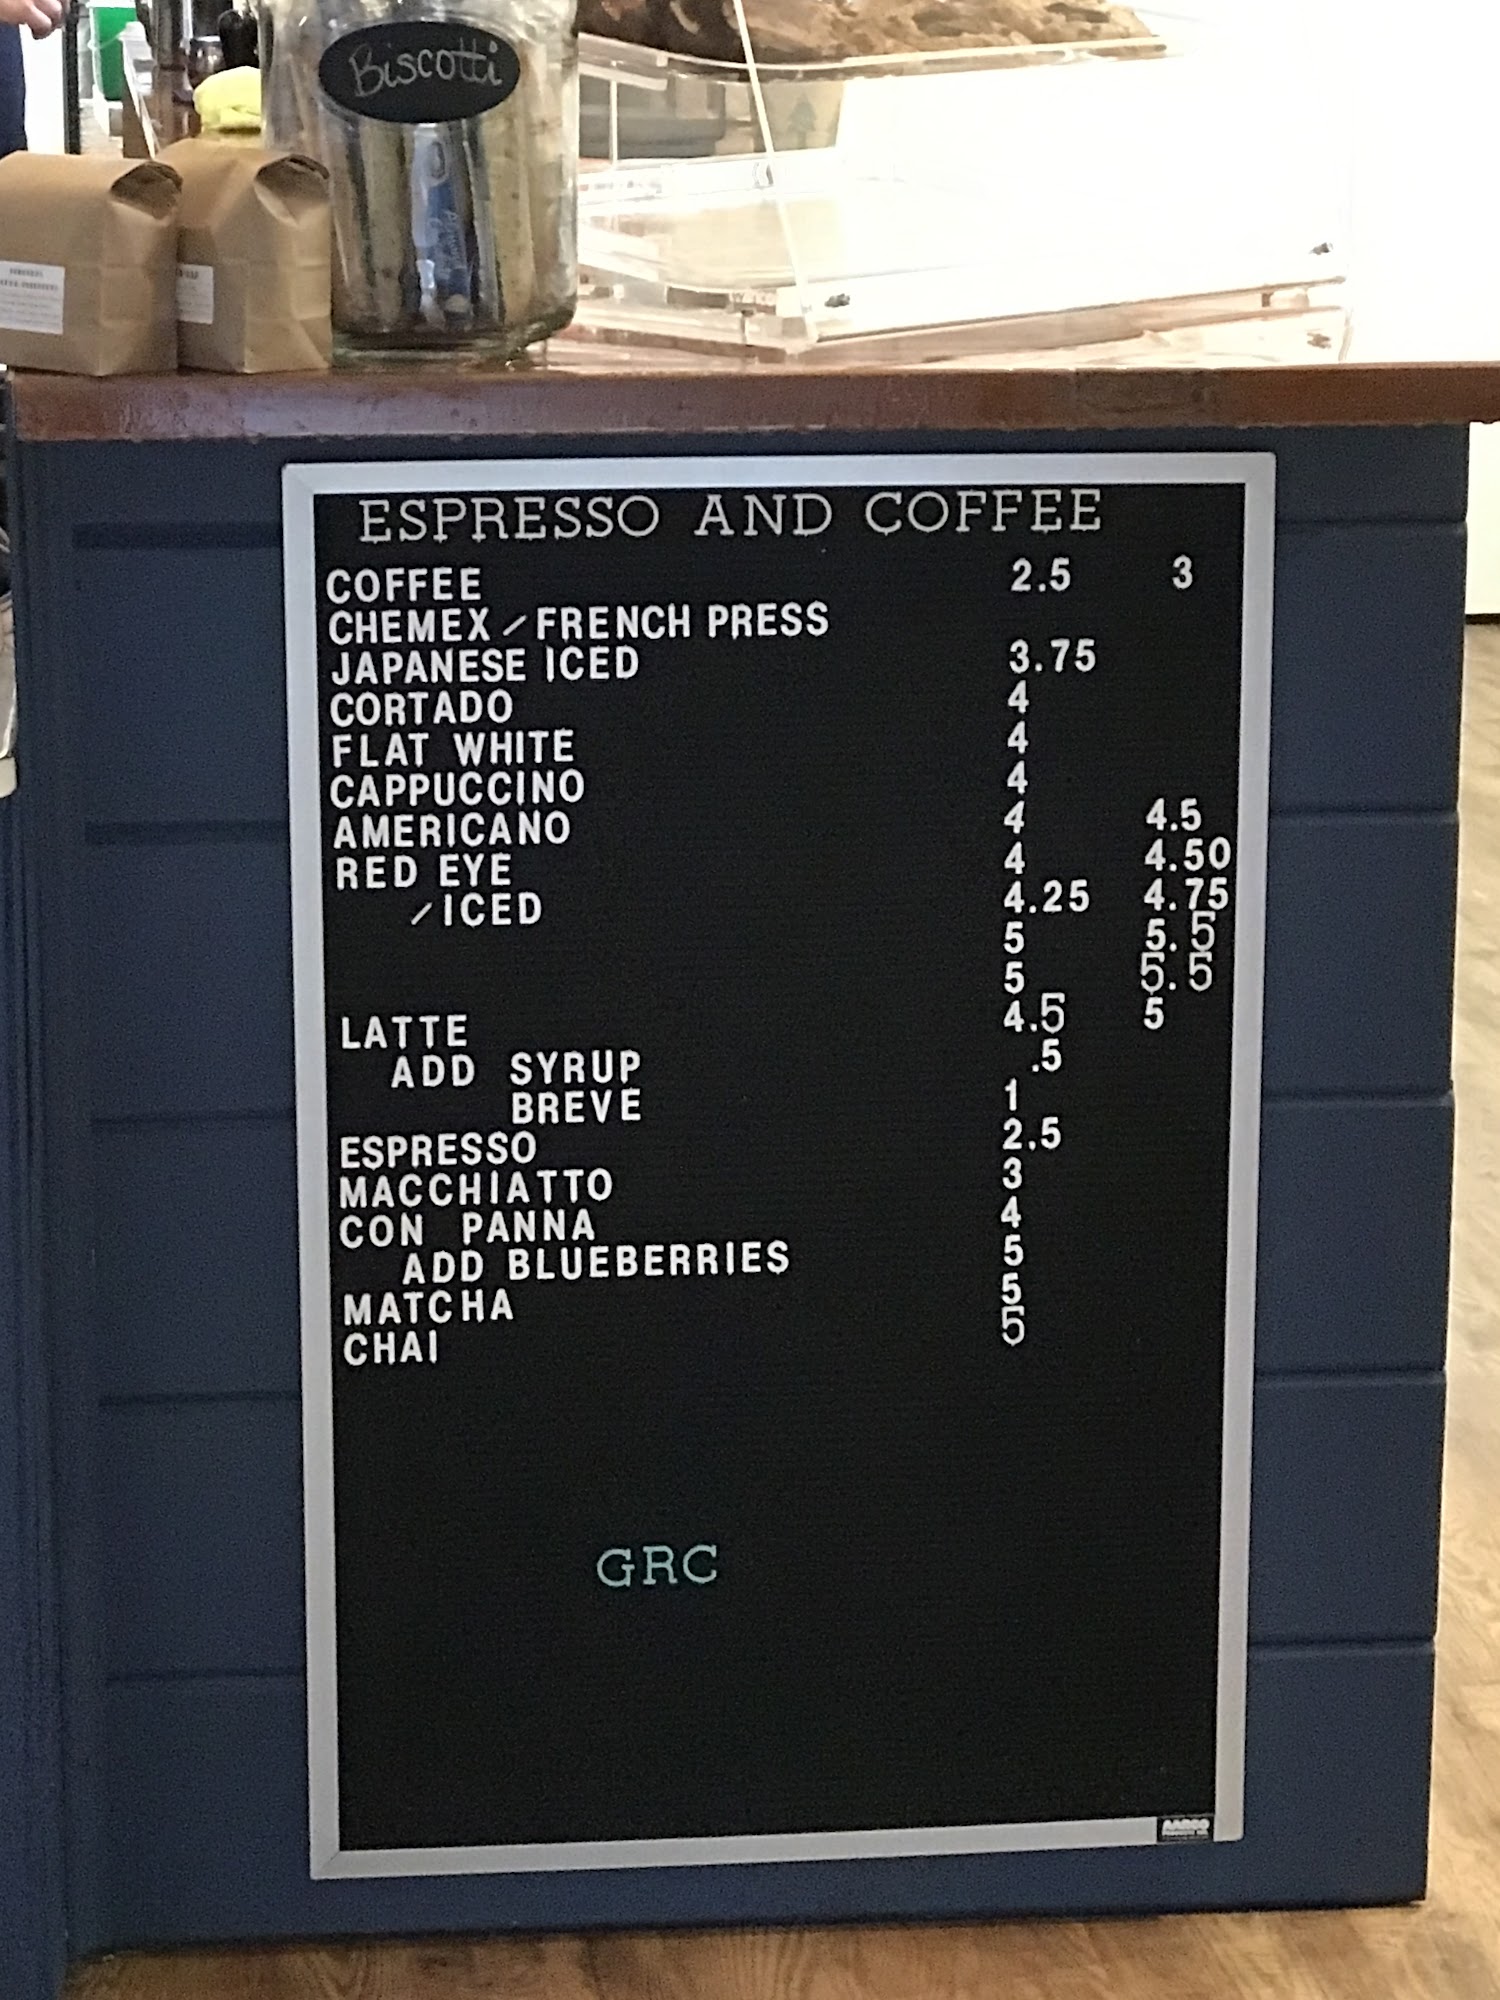 Biscotti
ESPRESSO AND COFFEE
COFFEE 2.5 3
CHEMEX/FRENCH PRESS
JAPANESE ICED 3.75
CORTADO 4
FLAT WHITE 4
CAPPUCCINO 4
AMERICANO 4 4.5
RED EYE 4 4.50
/ICED 4.25 4.75
5 5.5
5 5.5
LATTE 4.5 5
ADD SYRUP .5
BREVE 1
ESPRESSO 2.5
MACCHIATTO 3
CON PANNA 4
ADD BLUEBERRIES 5
MATCHA 5
CHAI 5
GRC
AARCO